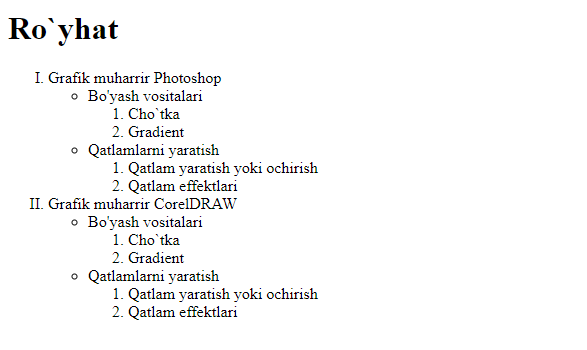 Ro`yhat
I. Grafik muharrir Photoshop
Bo'yash vositalari
1. Cho`tka
2. Gradient
Qatlamlarni yaratish
1. Qatlam yaratish yoki ochirish
2. Qatlam effektlari
II. Grafik muharrir CorelDRAW
Bo'yash vositalari
1. Cho`tka
2. Gradient
Qatlamlarni yaratish
1. Qatlam yaratish yoki ochirish
2. Qatlam effektlari